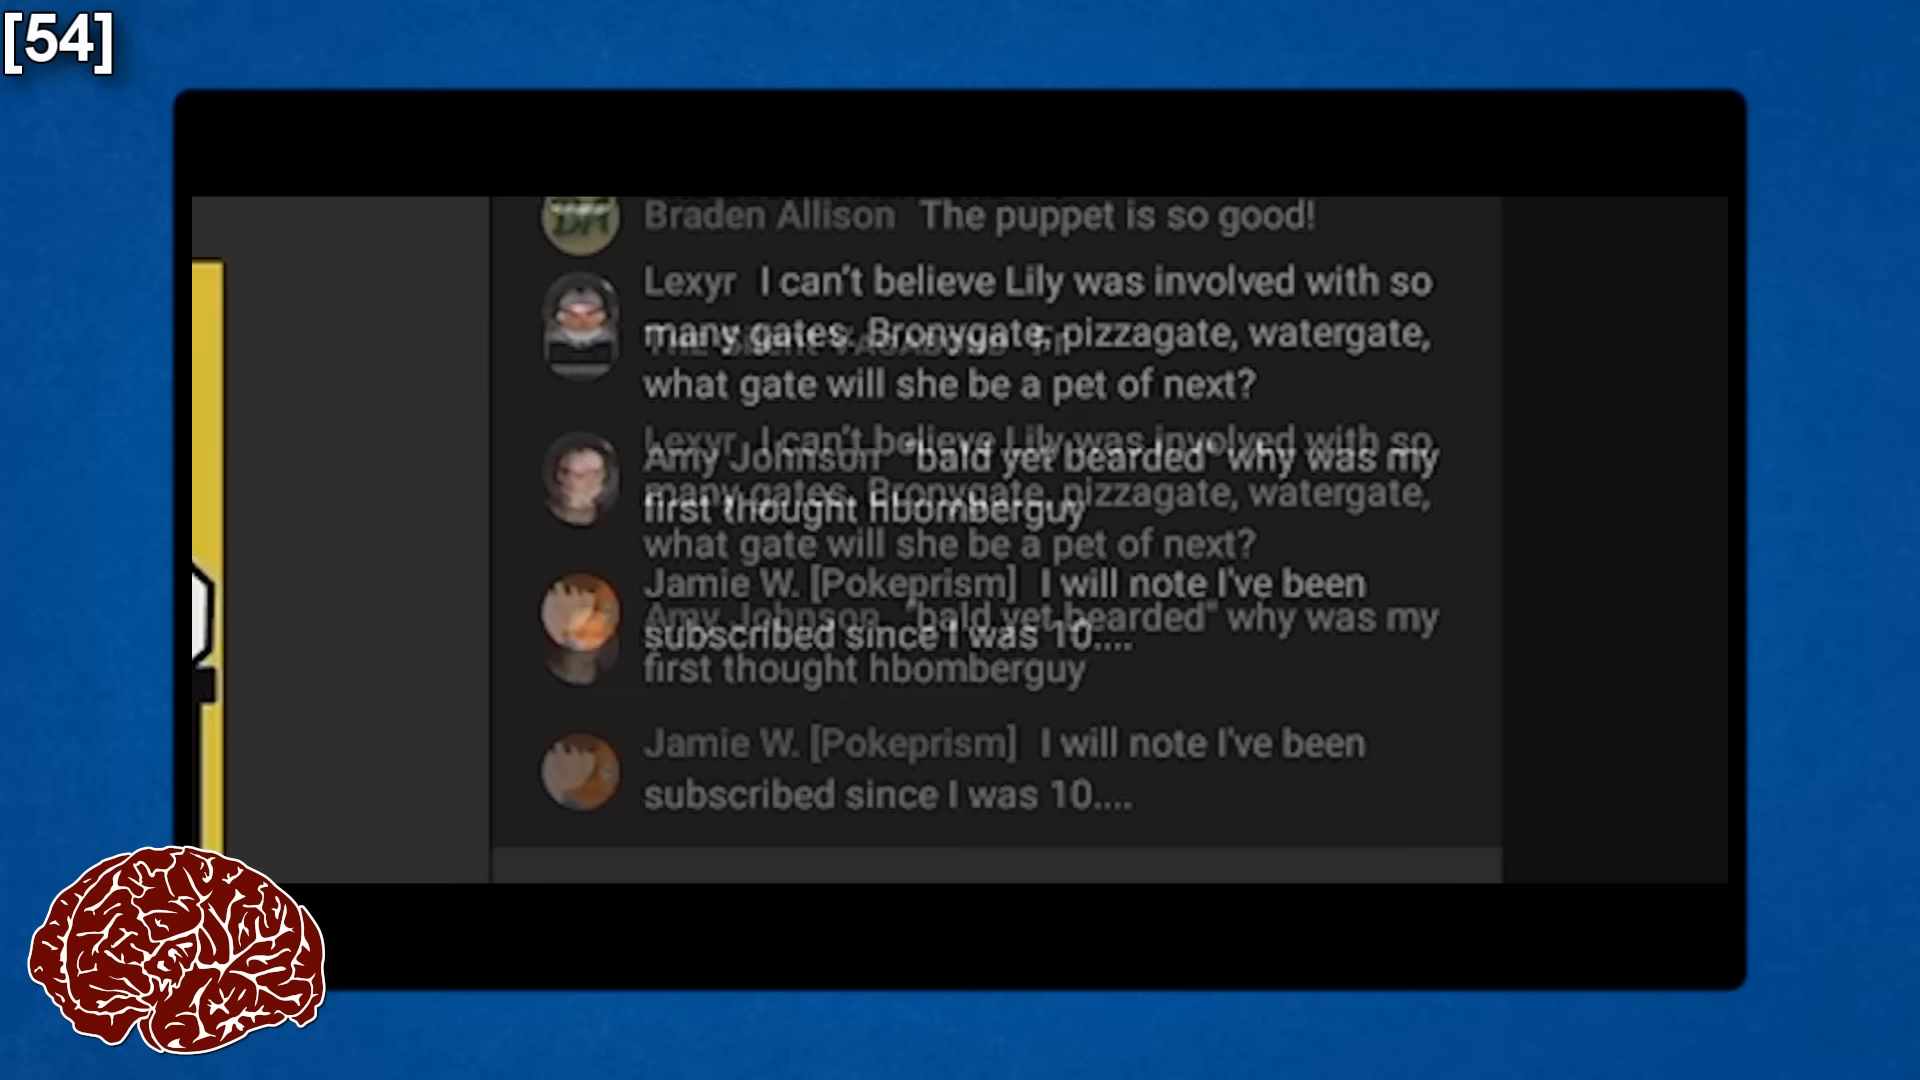 [54]
Braden Allison The puppet is so good!
Lexyr I can't believe Lily was involved with so
many gates. Bronygate, pizzagate, watergate,
what gate will she be a pet of next?
Lexyr I can't believe Lily was involved with so
Amy Johnson "bald yet bearded" why was my
many gates. Bronygate, pizzagate, watergate,
first thought hbomberguy
what gate will she be a pet of next?
Jamie W. [Pokeprism] I will note I've been
Amy Johnson "bald yet bearded" why was my
subscribed since I was 10....
first thought hbomberguy
Jamie W. [Pokeprism] I will note I've been
subscribed since I was 10....